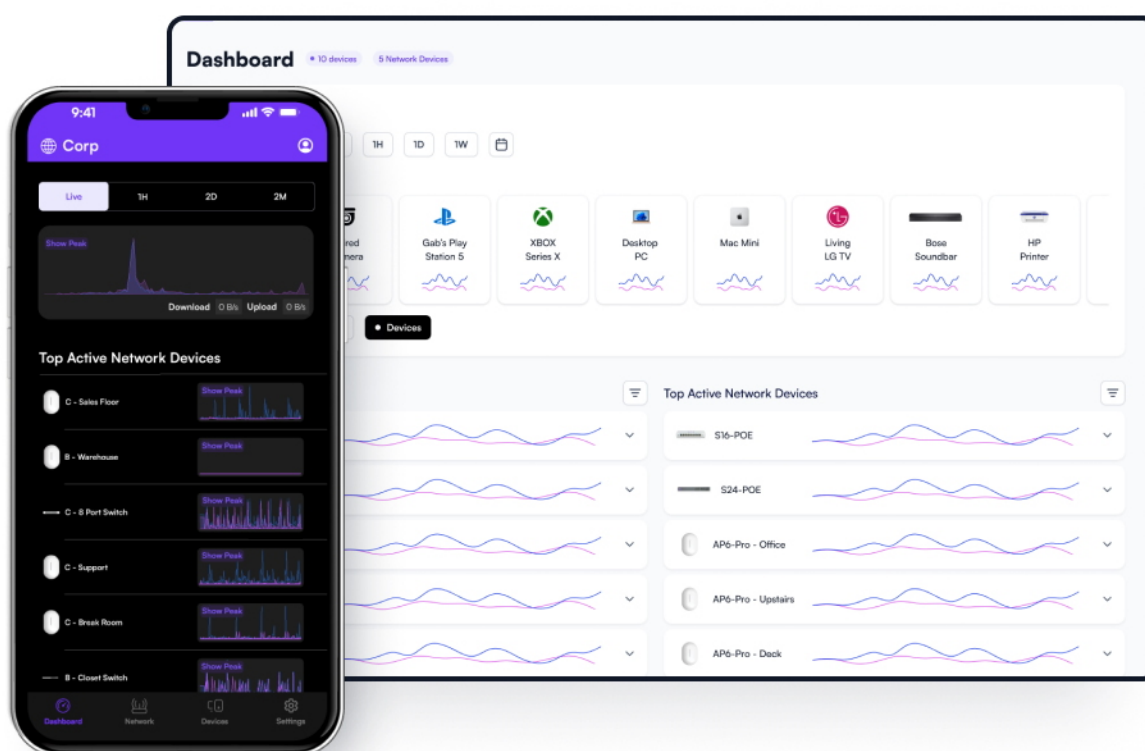 Dashboard
10 devices
5 Network Devices
1H
1D
1W
Gab's Play
Station 5
XBOX
Series X
Desktop
PC
Mac Mini
Living
LG TV
Bose
Soundbar
HP
Printer
Devices
Top Active Network Devices
S16-POE
S24-POE
AP6-Pro - Office
AP6-Pro - Upstairs
AP6-Pro - Deck
9:41
Corp
Live
1H
2D
2M
Show Peak
Download 0 B/s Upload 0 B/s
Top Active Network Devices
C - Sales Floor
Show Peak
B - Warehouse
Show Peak
C - 8 Port Switch
Show Peak
C - Support
Show Peak
C - Break Room
Show Peak
B - Closet Switch
Show Peak
Dashboard
Network
Devices
Settings